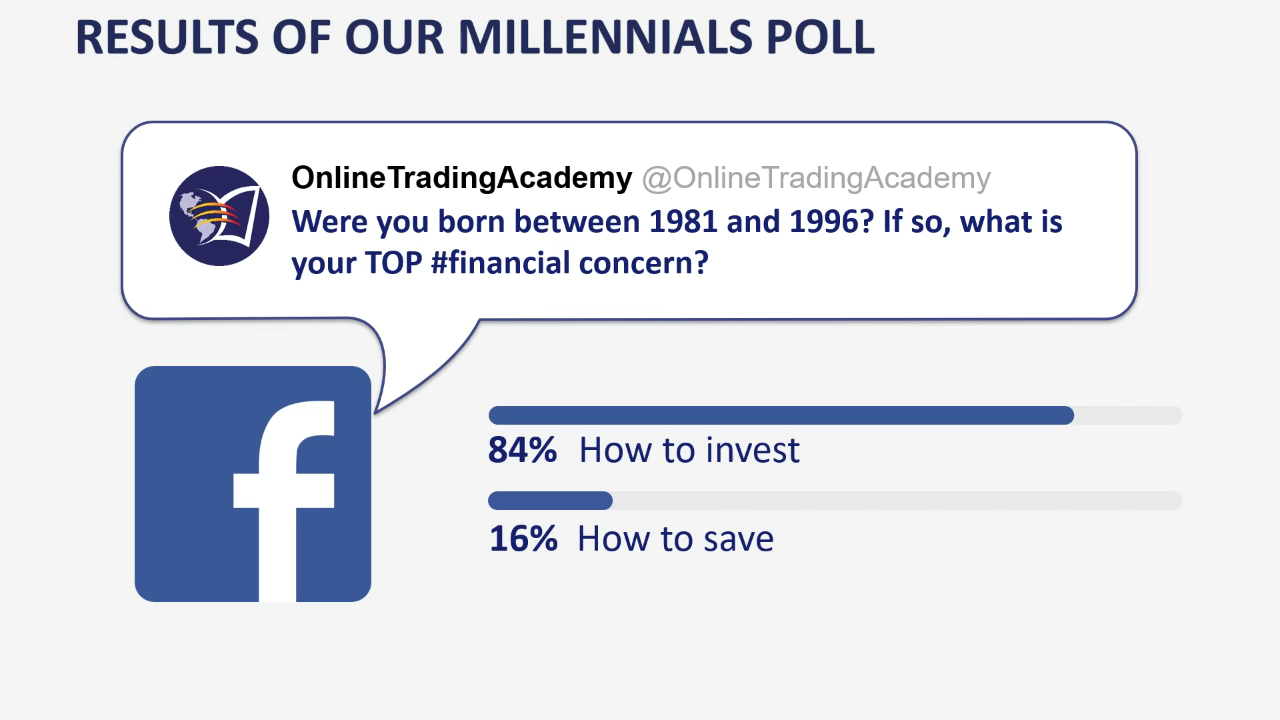 RESULTS OF OUR MILLENNIALS POLL
OnlineTradingAcademy @OnlineTradingAcademy
Were you born between 1981 and 1996? If so, what is
your TOP #financial concern?
f
84% How to invest
16% How to save